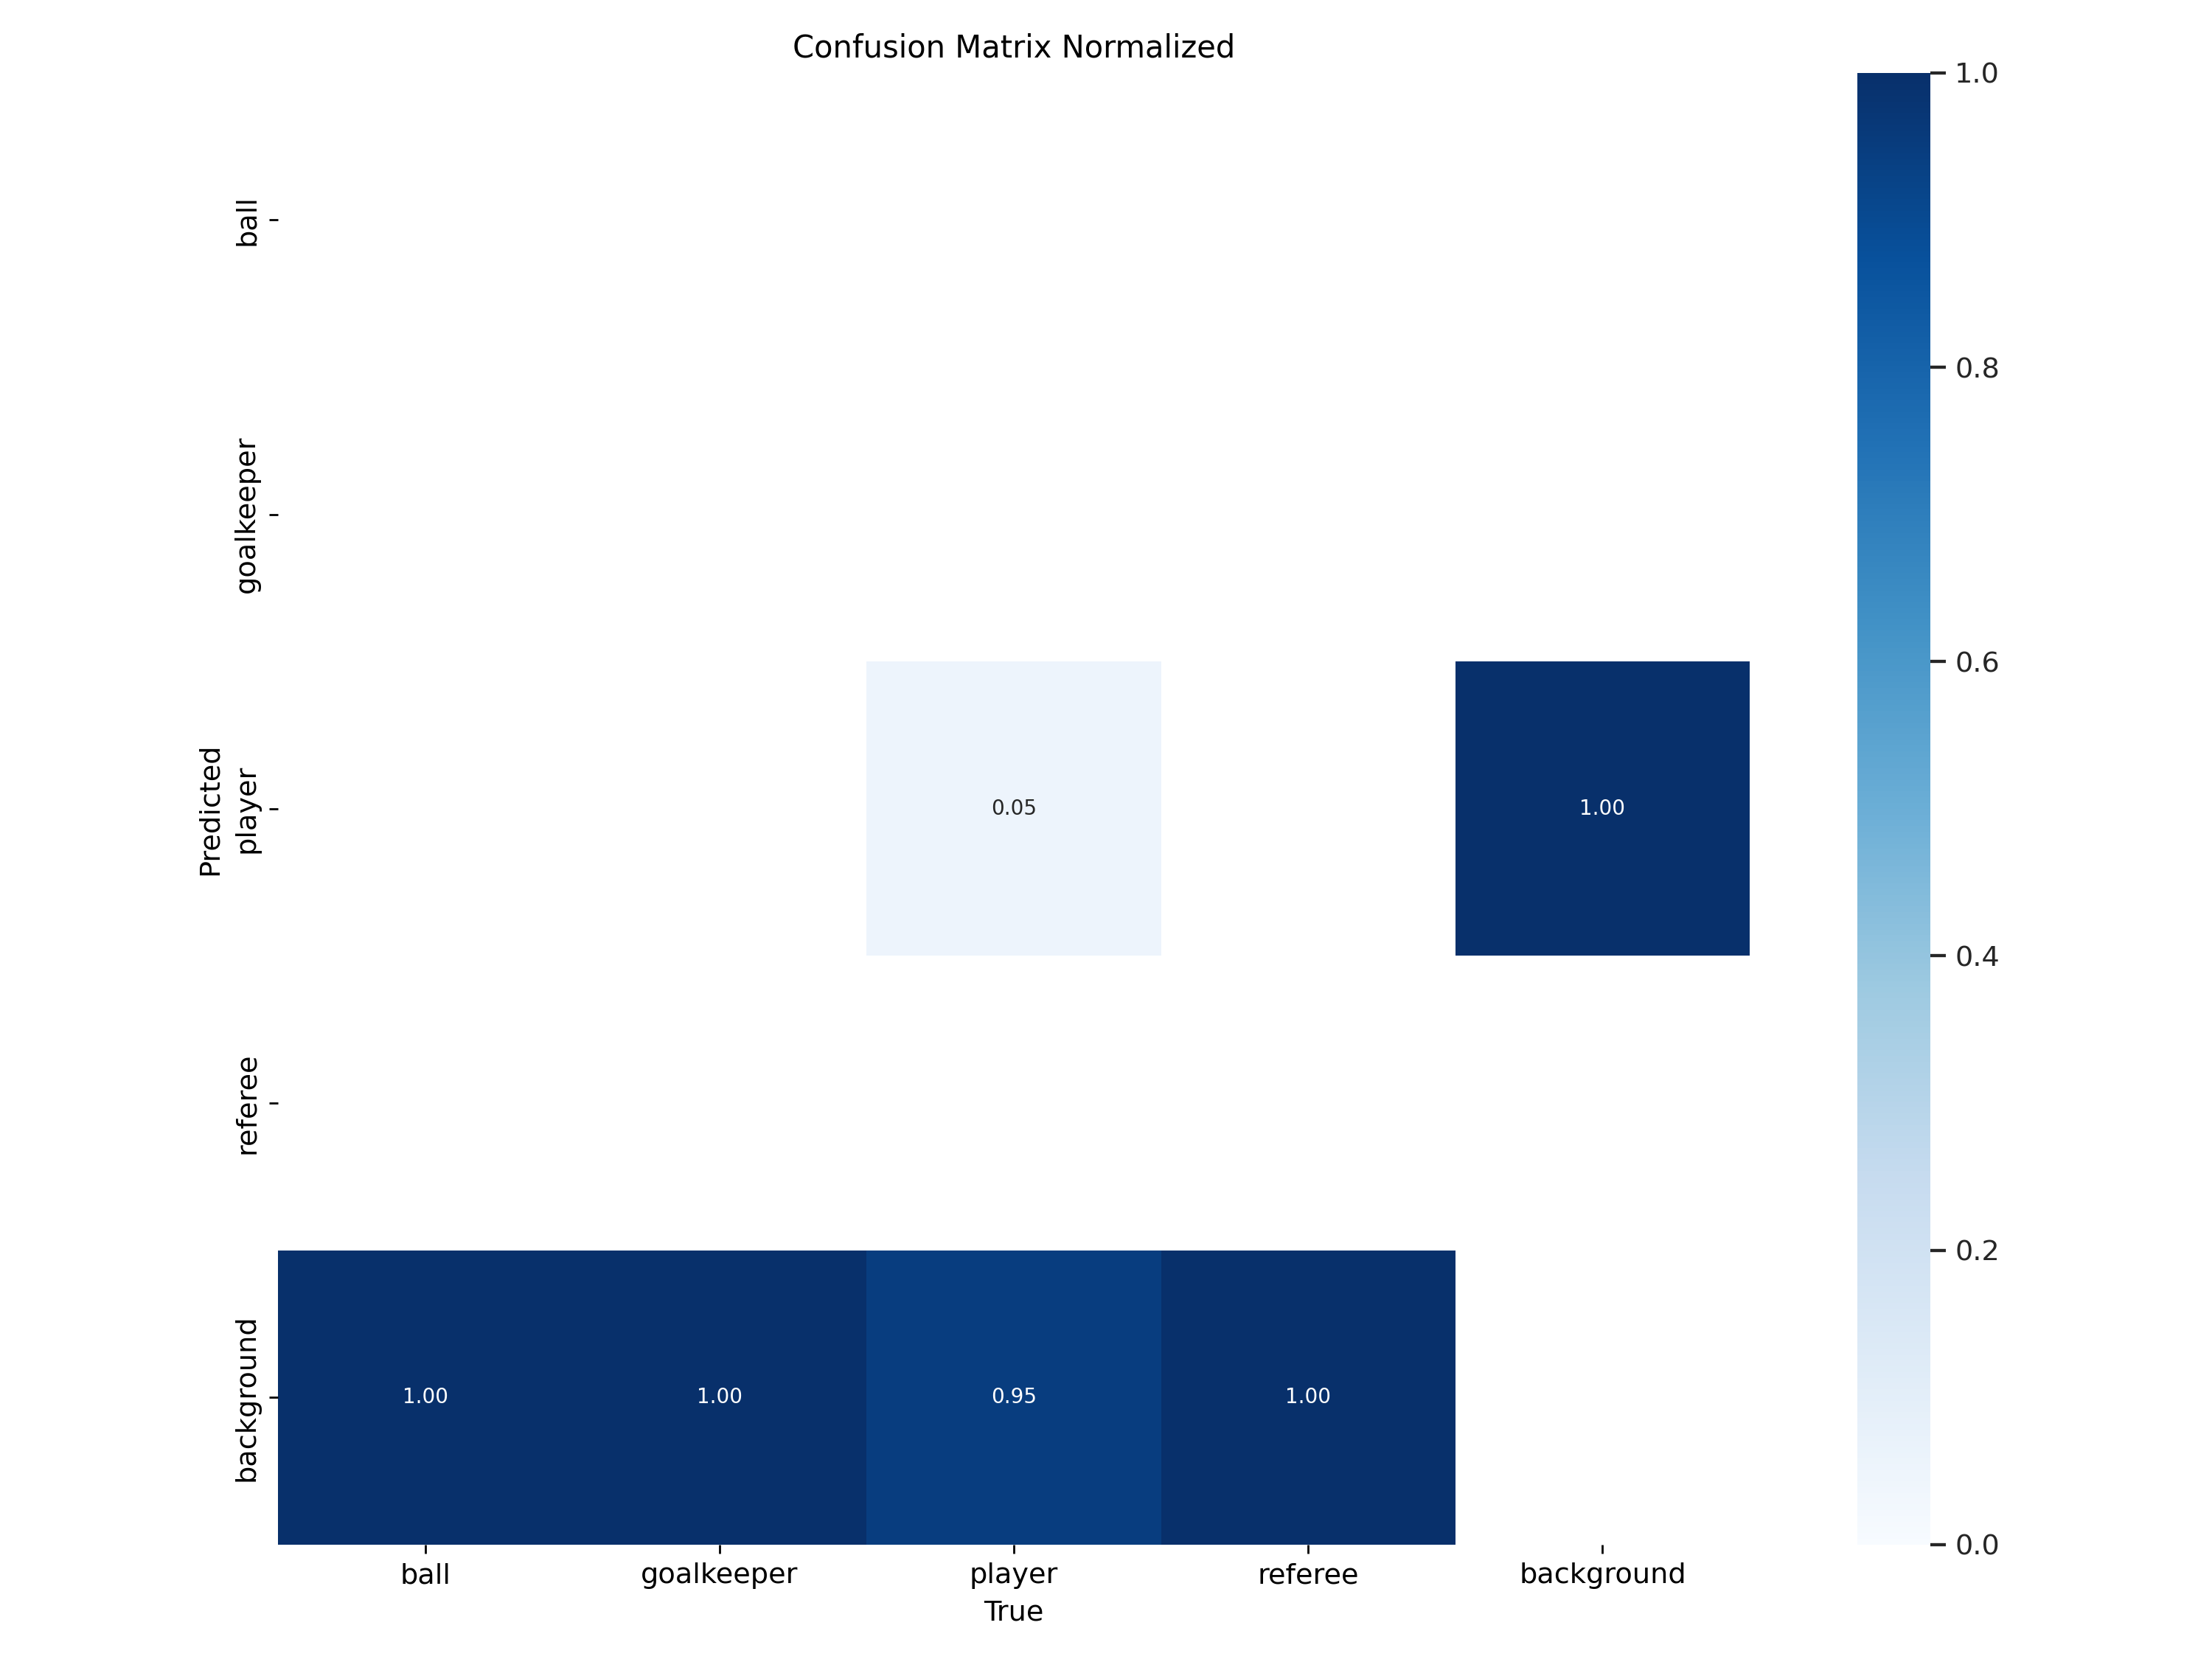 Confusion Matrix Normalized
1.0
0.8
0.6
0.4
0.2
0.0
Predicted
ball
goalkeeper
player
referee
background
0.05
1.00
1.00
1.00
0.95
1.00
ball
goalkeeper
player
referee
background
True